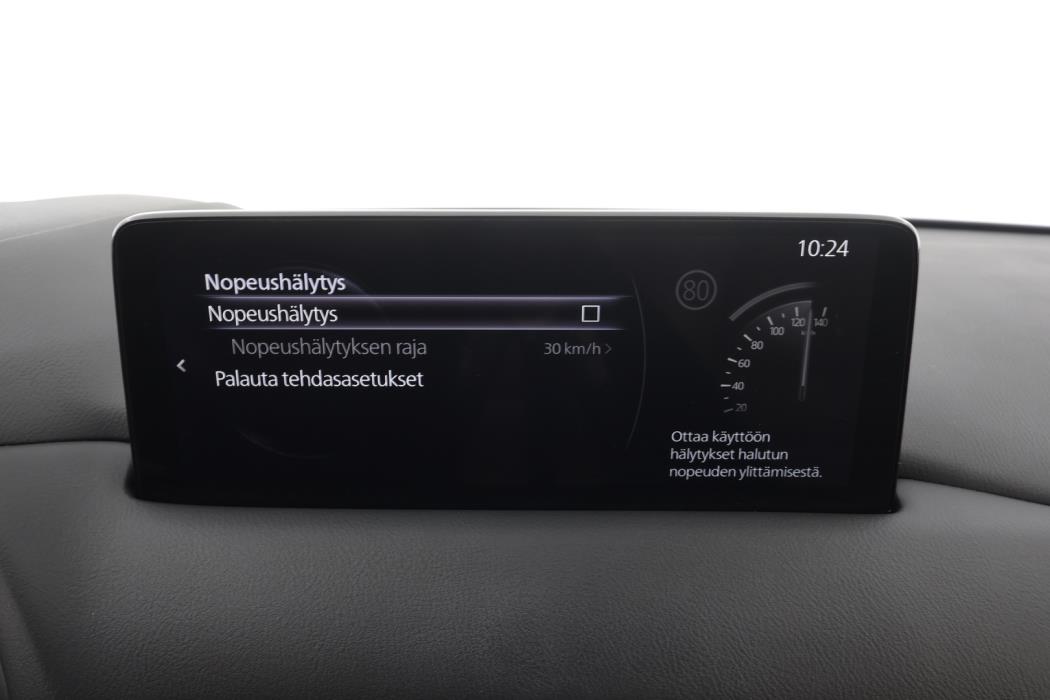 10:24
Nopeushälytys
Nopeushälytys
Nopeushälytyksen raja 30 km/h >
Palauta tehdasasetukset
<
80
20
40
60
80
100
120
140
km/h
Ottaa käyttöön
hälytykset halutun
nopeuden ylittämisestä.